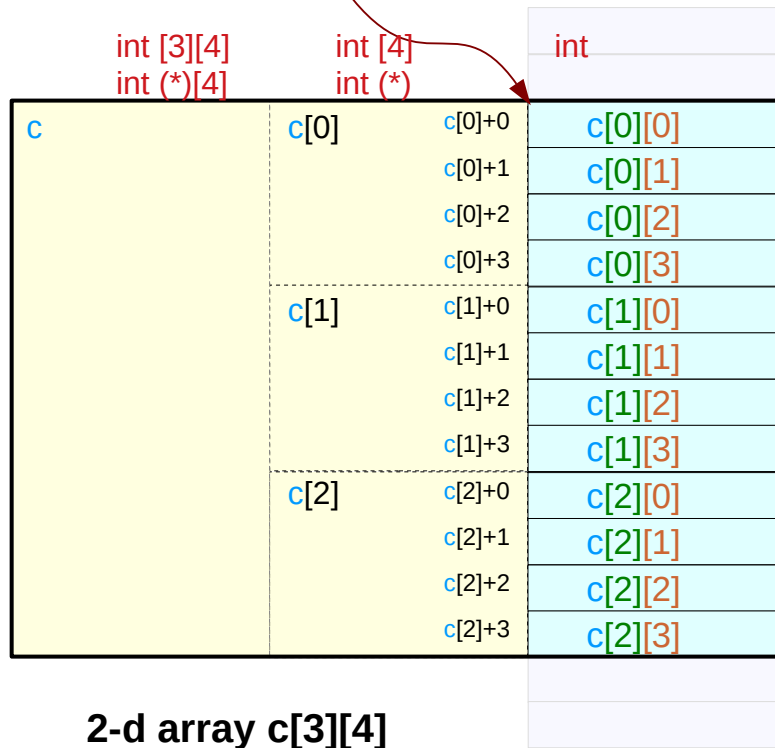 int [3][4] int [4] int
int (*)[4] int (*)
c c[0] c[0]+0 c[0][0]
c[0]+1 c[0][1]
c[0]+2 c[0][2]
c[0]+3 c[0][3]
c[1] c[1]+0 c[1][0]
c[1]+1 c[1][1]
c[1]+2 c[1][2]
c[1]+3 c[1][3]
c[2] c[2]+0 c[2][0]
c[2]+1 c[2][1]
c[2]+2 c[2][2]
c[2]+3 c[2][3]
2-d array c[3][4]